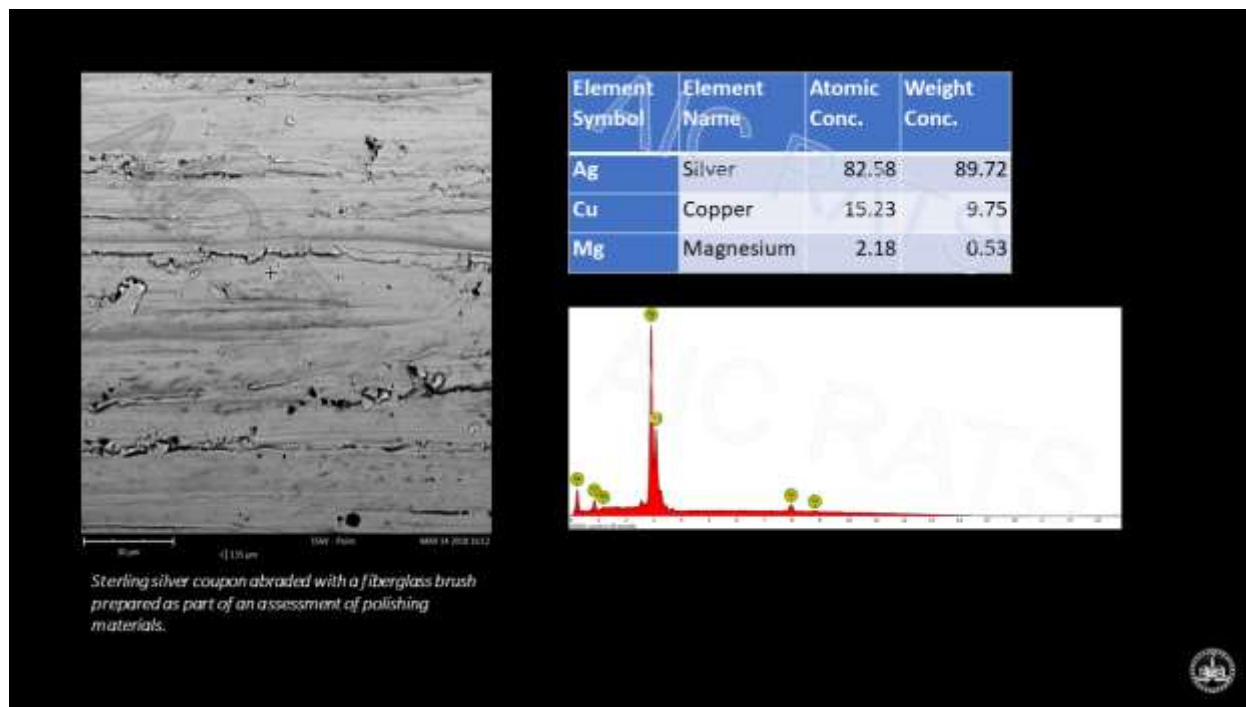 Element Symbol Element Name Atomic Conc. Weight Conc.
Ag Silver 82.58 89.72
Cu Copper 15.23 9.75
Mg Magnesium 2.18 0.53
AIC RATS
Sterling silver coupon abraded with a fiberglass brush
prepared as part of an assessment of polishing
materials.